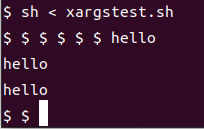 $ sh < xargstest.sh
$ $ $ $ $ $ hello
hello
hello
$ $